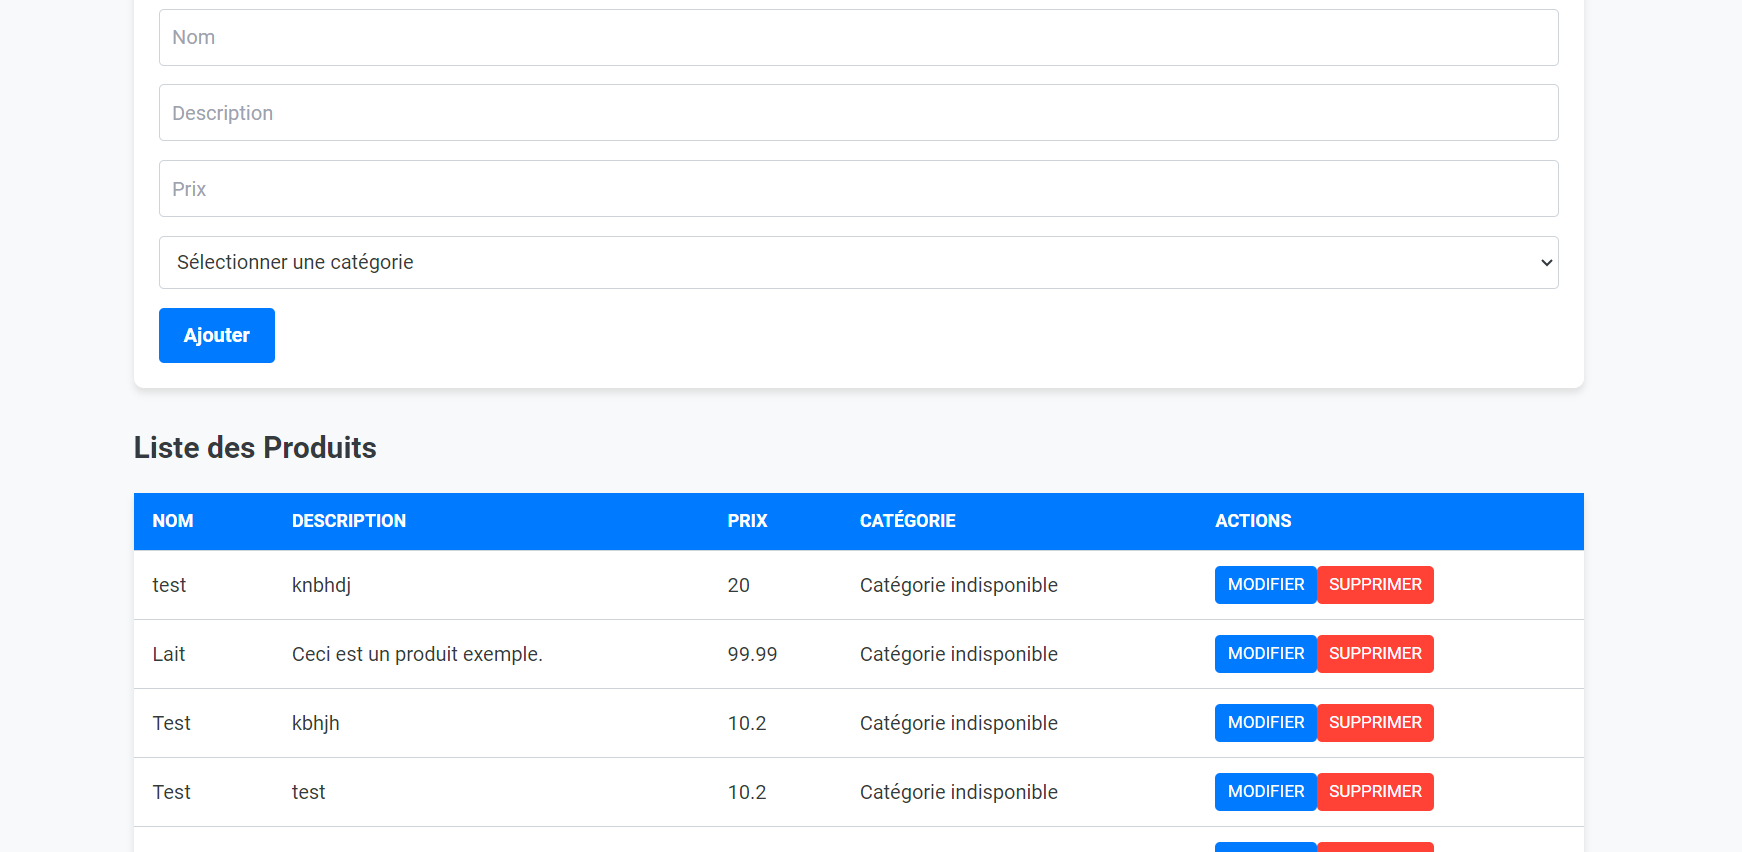 Nom
Description
Prix
Sélectionner une catégorie
Ajouter
Liste des Produits
NOM DESCRIPTION PRIX CATÉGORIE ACTIONS
test knbhdj 20 Catégorie indisponible MODIFIER SUPPRIMER
Lait Ceci est un produit exemple. 99.99 Catégorie indisponible MODIFIER SUPPRIMER
Test kbhjh 10.2 Catégorie indisponible MODIFIER SUPPRIMER
Test test 10.2 Catégorie indisponible MODIFIER SUPPRIMER